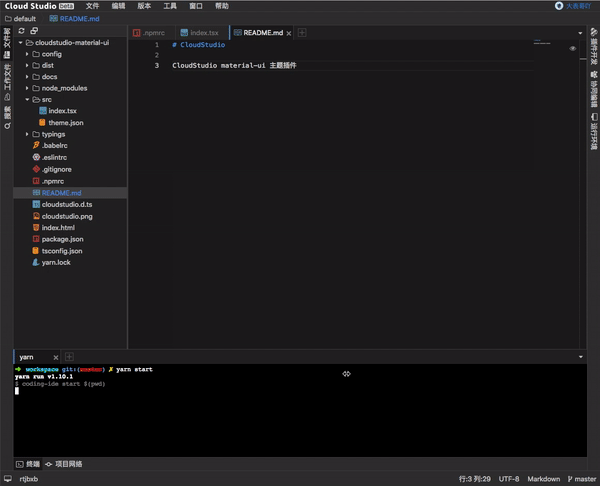 Cloud Studio Beta 文件 编辑 版本 工具 窗口 帮助 大表哥07
default README.md
文件树
工作文件
搜索
cloudstudio-material-ui
config
dist
docs
node_modules
src
index.tsx
theme.json
typings
.babelrc
.eslintrc
.gitignore
.npmrc
README.md
cloudstudio.d.ts
cloudstudio.png
index.html
package.json
tsconfig.json
yarn.lock
.npmrc index.tsx README.md
1 # CloudStudio
2
3 CloudStudio material-ui 主题插件
插件开发
协同编辑
运行环境
yarn
➜ workspace git:(master) ✗ yarn start
yarn run v1.10.1
$ coding-ide start $(pwd)
终端 项目网络
rtjbxb 行:3 列:29 UTF-8 Markdown master